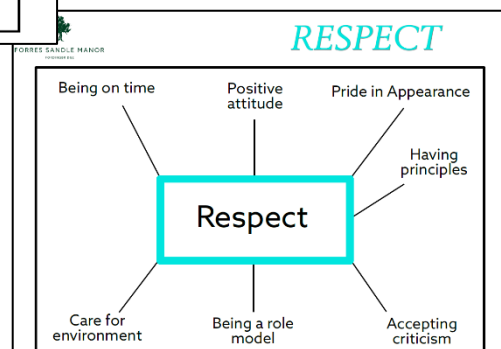 RESPECT
FORRES SANDLE MANOR
Being on time
Positive
attitude
Pride in Appearance
Having
principles
Respect
Care for
environment
Being a role
model
Accepting
criticism